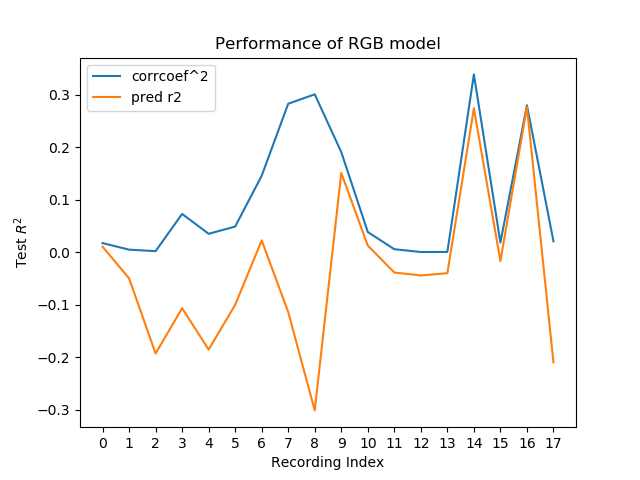 Performance of RGB model
corrcoef^2
pred r2
Test R²
0.3
0.2
0.1
0.0
−0.1
−0.2
−0.3
0 1 2 3 4 5 6 7 8 9 10 11 12 13 14 15 16 17
Recording Index